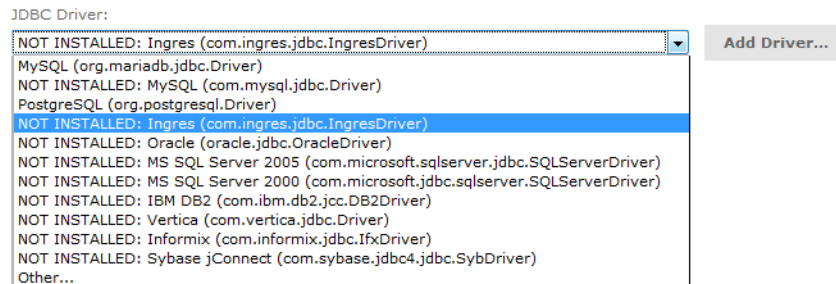 JDBC Driver:
NOT INSTALLED: Ingres (com.ingres.jdbc.IngresDriver)
Add Driver...
MySQL (org.mariadb.jdbc.Driver)
NOT INSTALLED: MySQL (com.mysql.jdbc.Driver)
PostgreSQL (org.postgresql.Driver)
NOT INSTALLED: Ingres (com.ingres.jdbc.IngresDriver)
NOT INSTALLED: Oracle (oracle.jdbc.OracleDriver)
NOT INSTALLED: MS SQL Server 2005 (com.microsoft.sqlserver.jdbc.SQLServerDriver)
NOT INSTALLED: MS SQL Server 2000 (com.microsoft.jdbc.sqlserver.SQLServerDriver)
NOT INSTALLED: IBM DB2 (com.ibm.db2.jcc.DB2Driver)
NOT INSTALLED: Vertica (com.vertica.jdbc.Driver)
NOT INSTALLED: Informix (com.informix.jdbc.IfxDriver)
NOT INSTALLED: Sybase jConnect (com.sybase.jdbc4.jdbc.SybDriver)
Other...